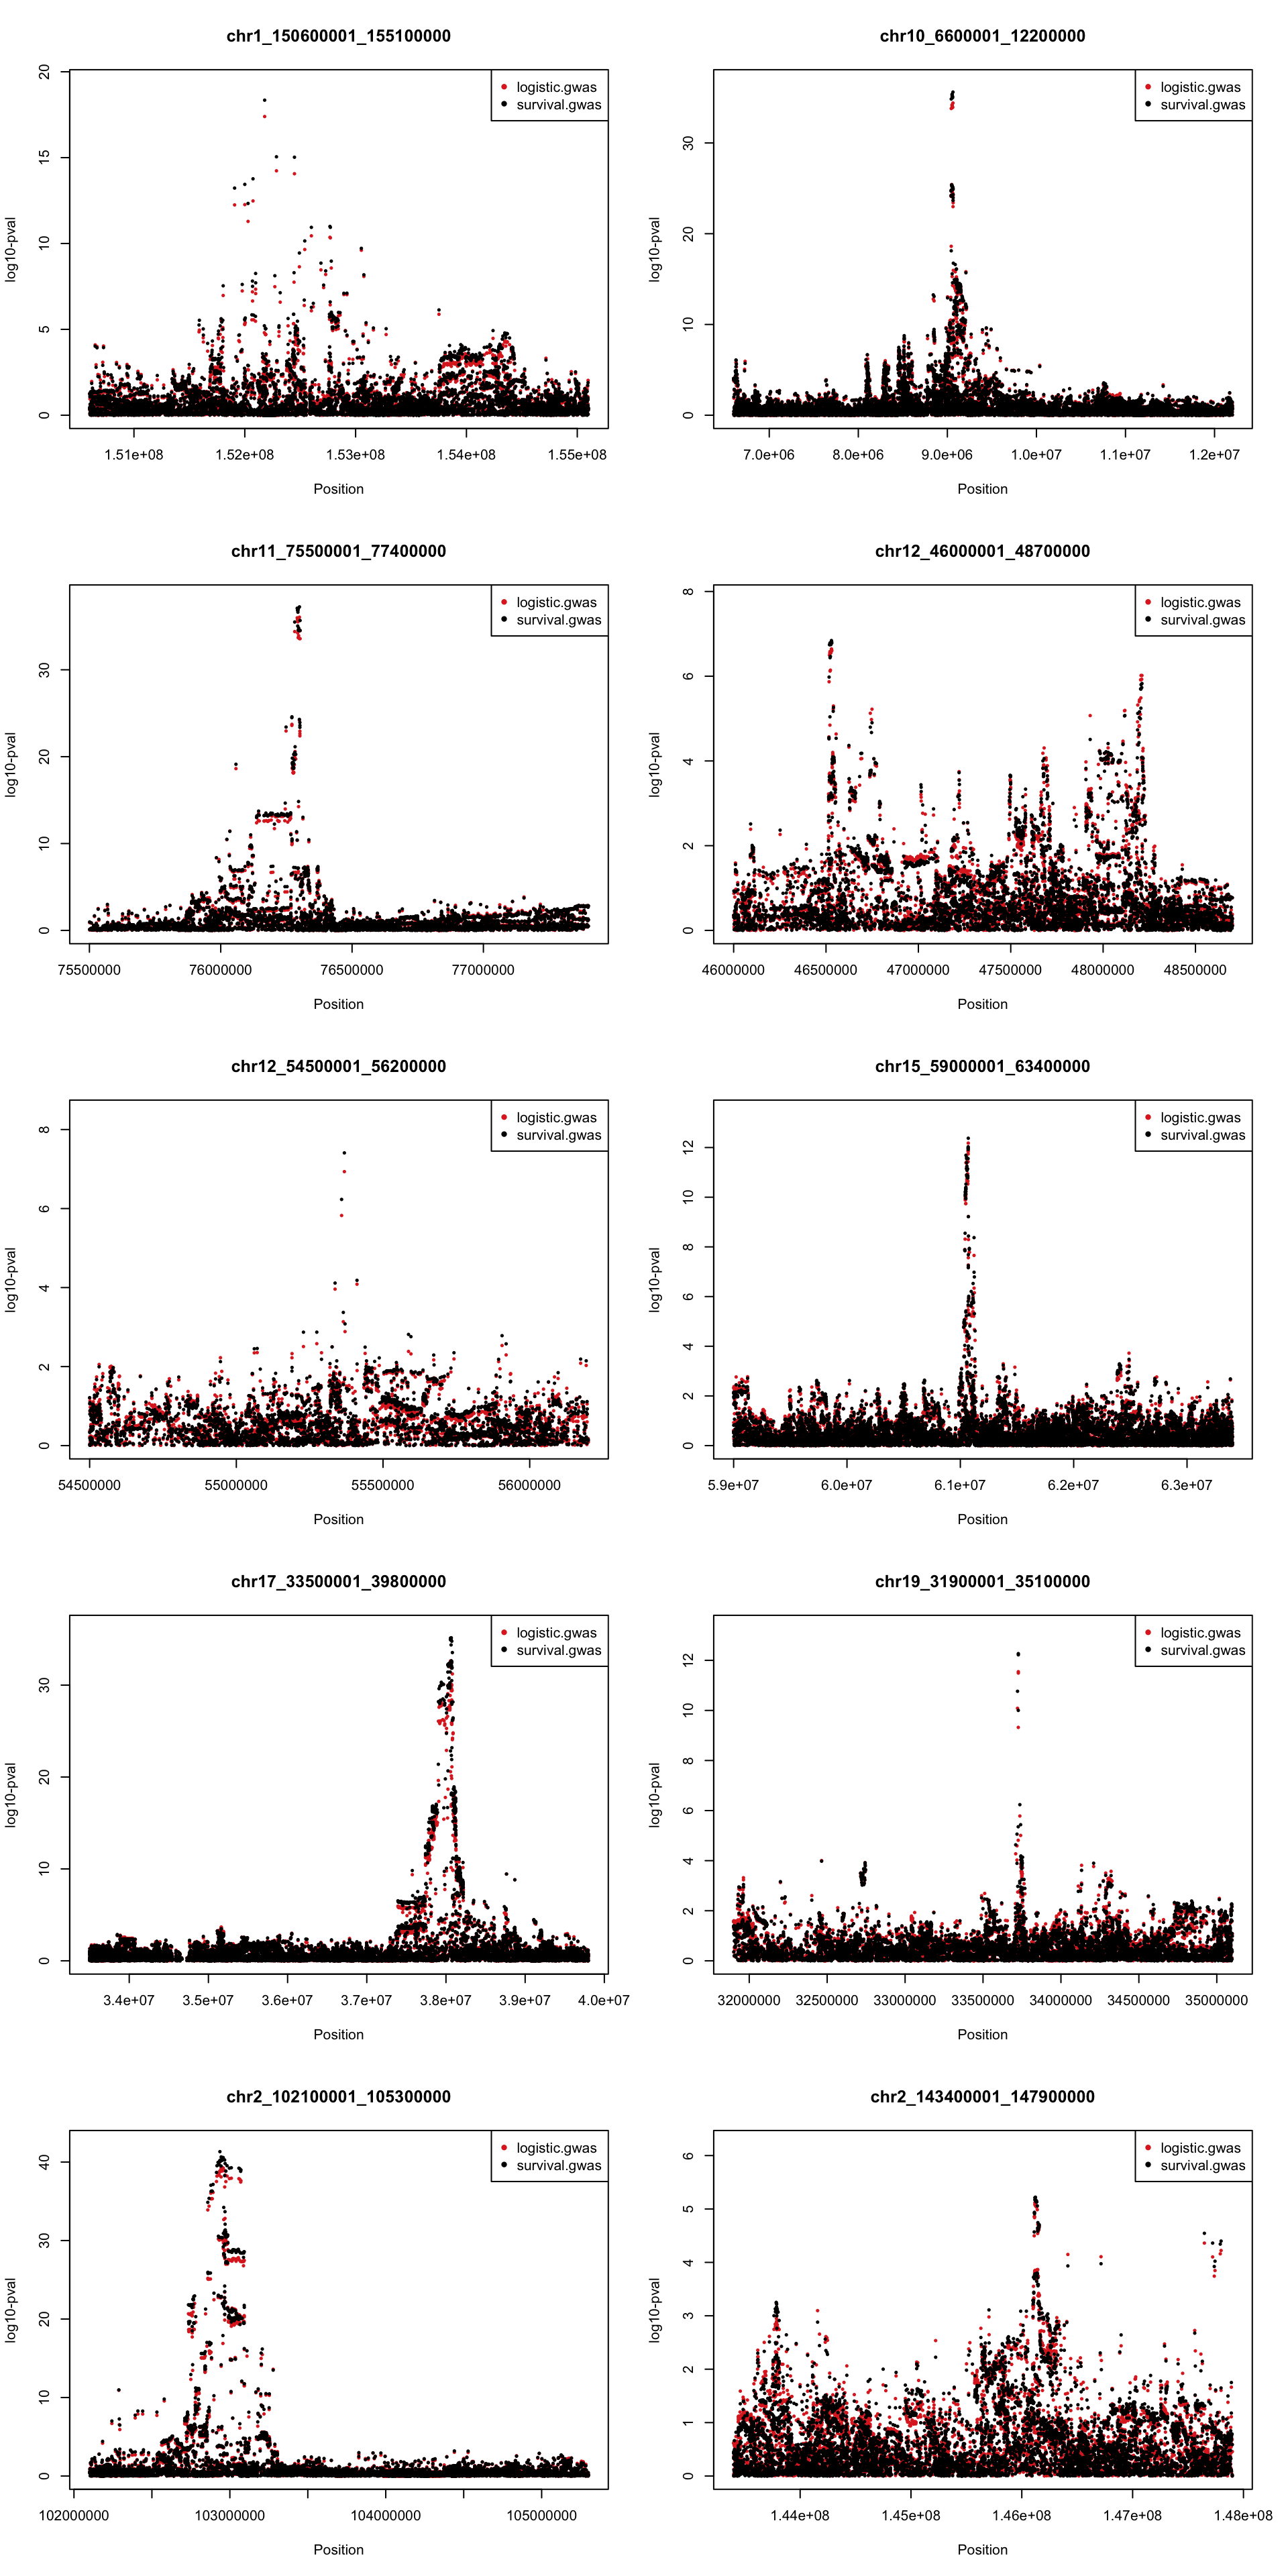 chr1_150600001_155100000
log10-pval
20
15
10
5
0
logistic.gwas
survival.gwas
1.51e+08 1.52e+08 1.53e+08 1.54e+08 1.55e+08
Position
chr10_6600001_12200000
log10-pval
30
20
10
0
logistic.gwas
survival.gwas
7.0e+06 8.0e+06 9.0e+06 1.0e+07 1.1e+07 1.2e+07
Position
chr11_75500001_77400000
log10-pval
30
20
10
0
logistic.gwas
survival.gwas
75500000 76000000 76500000 77000000
Position
chr12_46000001_48700000
log10-pval
8
6
4
2
0
logistic.gwas
survival.gwas
46000000 46500000 47000000 47500000 48000000 48500000
Position
chr12_54500001_56200000
log10-pval
8
6
4
2
0
logistic.gwas
survival.gwas
54500000 55000000 55500000 56000000
Position
chr15_59000001_63400000
log10-pval
12
10
8
6
4
2
0
logistic.gwas
survival.gwas
5.9e+07 6.0e+07 6.1e+07 6.2e+07 6.3e+07
Position
chr17_33500001_39800000
log10-pval
30
20
10
0
logistic.gwas
survival.gwas
3.4e+07 3.5e+07 3.6e+07 3.7e+07 3.8e+07 3.9e+07 4.0e+07
Position
chr19_31900001_35100000
log10-pval
12
10
8
6
4
2
0
logistic.gwas
survival.gwas
32000000 32500000 33000000 33500000 34000000 34500000 35000000
Position
chr2_102100001_105300000
log10-pval
40
30
20
10
0
logistic.gwas
survival.gwas
102000000 103000000 104000000 105000000
Position
chr2_143400001_147900000
log10-pval
6
5
4
3
2
1
0
logistic.gwas
survival.gwas
1.44e+08 1.45e+08 1.46e+08 1.47e+08 1.48e+08
Position